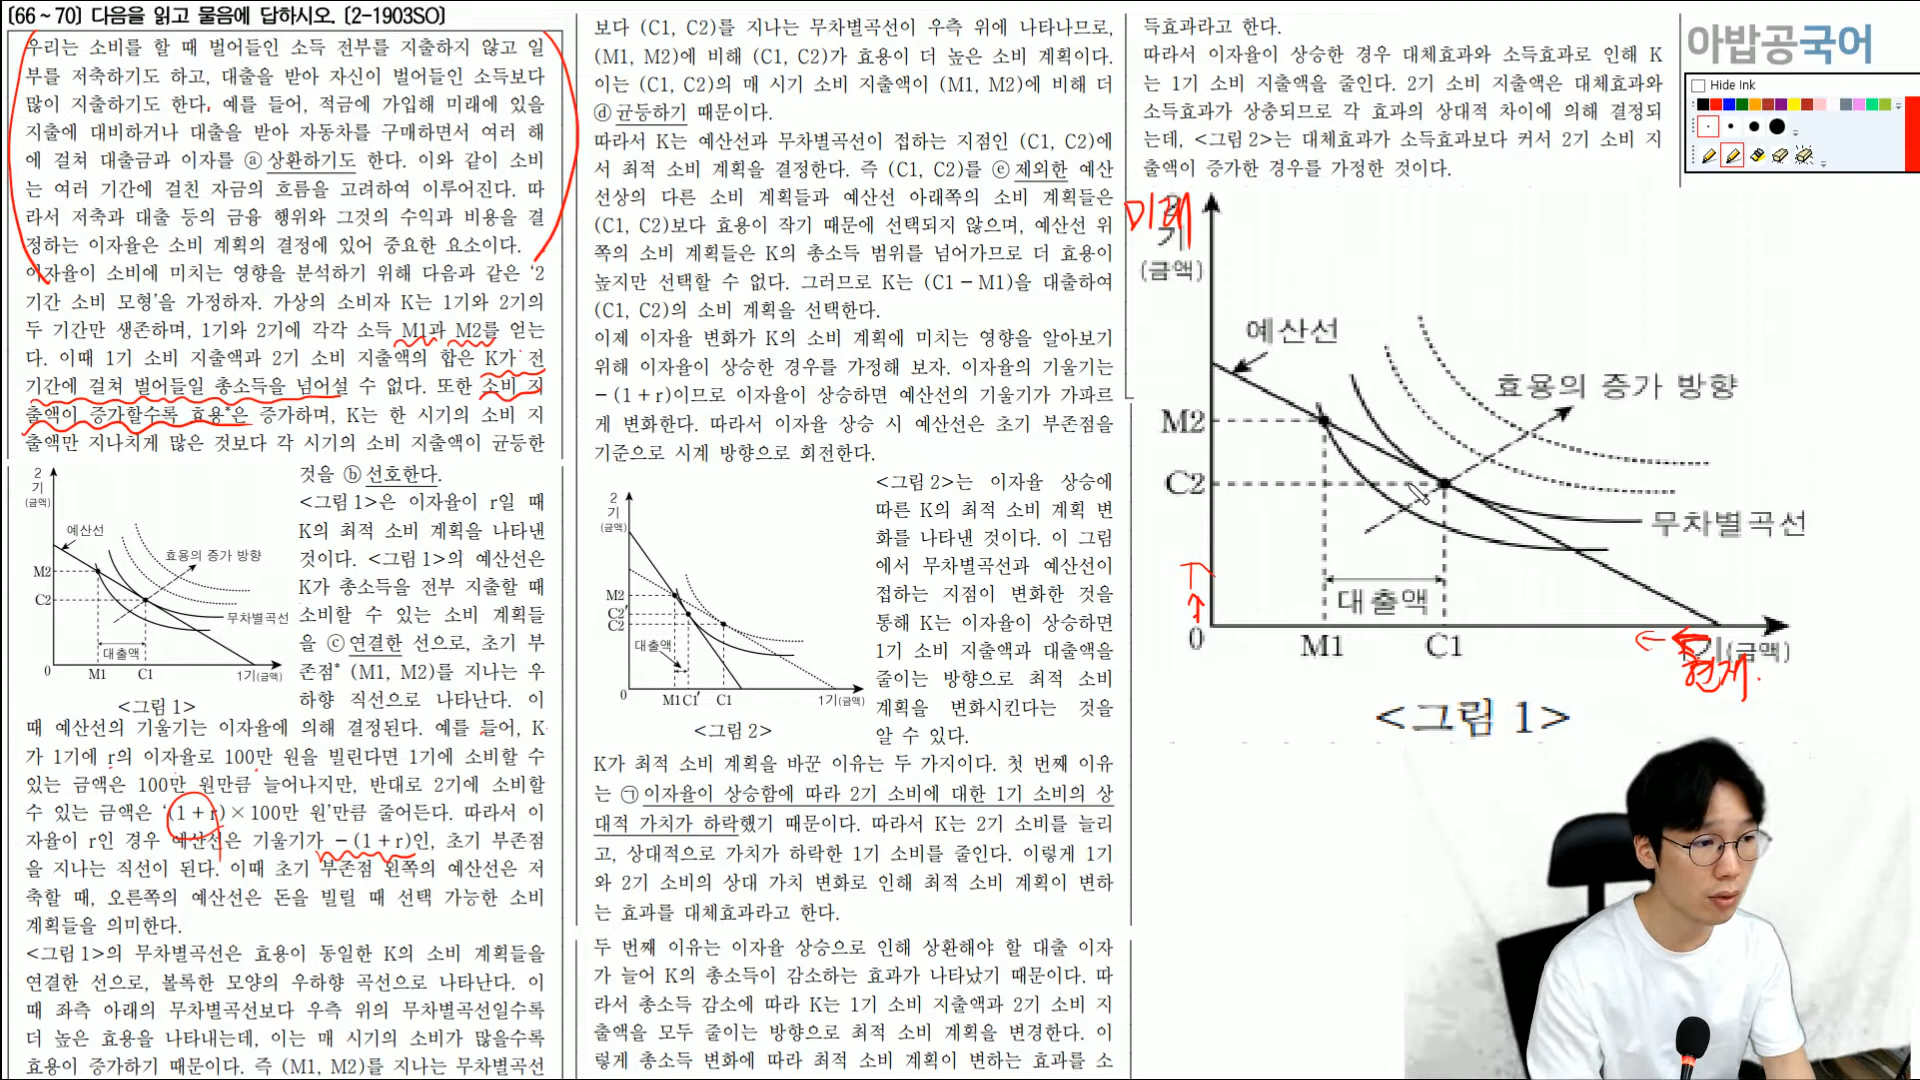 [66~70] 다음을 읽고 물음에 답하시오. [2-1903SO]
우리는 소비를 할 때 벌어들인 소득 전부를 지출하지 않고 일
부를 저축하기도 하고, 대출을 받아 자신이 벌어들인 소득보다
많이 지출하기도 한다. 예를 들어, 적금에 가입해 미래에 있을
지출에 대비하거나 대출을 받아 자동차를 구매하면서 여러 해
에 걸쳐 대출금과 이자를 ⓐ상환하기도 한다. 이와 같이 소비
는 여러 기간에 걸친 자금의 흐름을 고려하여 이루어진다. 따
라서 저축과 대출 등의 금융 행위와 그것의 수익과 비용을 결
정하는 이자율은 소비 계획의 결정에 있어 중요한 요소이다.
이자율이 소비에 미치는 영향을 분석하기 위해 다음과 같은 '2
기간 소비 모형'을 가정하자. 가상의 소비자 K는 1기와 2기의
두 기간만 생존하며, 1기와 2기에 각각 소득 M1과 M2를 얻는
다. 이때 1기 소비 지출액과 2기 소비 지출액의 합은 K가 전
기간에 걸쳐 벌어들일 총소득을 넘어설 수 없다. 또한 소비 지
출액이 증가할수록 효용*은 증가하며, K는 한 시기의 소비 지
출액만 지나치게 많은 것보다 각 시기의 소비 지출액이 균등한
것을 ⓑ선호한다.
<그림 1>은 이자율이 r일 때
K의 최적 소비 계획을 나타낸
것이다. <그림 1>의 예산선은
K가 총소득을 전부 지출할 때
소비할 수 있는 소비 계획들
을 ⓒ연결한 선으로, 초기 부
존점* (M1, M2)를 지나는 우
하향 직선으로 나타난다. 이
2
기
(금액)
예산선
효용의 증가 방향
M2
C2
무차별곡선
대출액
0
M1
C1
1기(금액)
<그림 1>
때 예산선의 기울기는 이자율에 의해 결정된다. 예를 들어, K
가 1기에 r의 이자율로 100만 원을 빌린다면 1기에 소비할 수
있는 금액은 100만 원만큼 늘어나지만, 반대로 2기에 소비할
수 있는 금액은 '(1+r)×100만 원'만큼 줄어든다. 따라서 이
자율이 r인 경우 예산선은 기울기가 -(1+r)인, 초기 부존점
을 지나는 직선이 된다. 이때 초기 부존점 왼쪽의 예산선은 저
축할 때, 오른쪽의 예산선은 돈을 빌릴 때 선택 가능한 소비
계획들을 의미한다.
<그림 1>의 무차별곡선은 효용이 동일한 K의 소비 계획들을
연결한 선으로, 볼록한 모양의 우하향 곡선으로 나타난다. 이
때 좌측 아래의 무차별곡선보다 우측 위의 무차별곡선일수록
더 높은 효용을 나타내는데, 이는 매 시기의 소비가 많을수록
효용이 증가하기 때문이다. 즉 (M1, M2)를 지나는 무차별곡선
보다 (C1, C2)를 지나는 무차별곡선이 우측 위에 나타나므로,
(M1, M2)에 비해 (C1, C2)가 효용이 더 높은 소비 계획이다.
이는 (C1, C2)의 매 시기 소비 지출액이 (M1, M2)에 비해 더
ⓓ균등하기 때문이다.
따라서 K는 예산선과 무차별곡선이 접하는 지점인 (C1, C2)에
서 최적 소비 계획을 결정한다. 즉 (C1, C2)를 ⓔ제외한 예산
선상의 다른 소비 계획들과 예산선 아래쪽의 소비 계획들은
(C1, C2)보다 효용이 작기 때문에 선택되지 않으며, 예산선 위
쪽의 소비 계획들은 K의 총소득 범위를 넘어가므로 더 효용이
높지만 선택할 수 없다. 그러므로 K는 (C1-M1)을 대출하여
(C1, C2)의 소비 계획을 선택한다.
이제 이자율 변화가 K의 소비 계획에 미치는 영향을 알아보기
위해 이자율이 상승한 경우를 가정해 보자. 이자율의 기울기는
-(1+r)이므로 이자율이 상승하면 예산선의 기울기가 가파르
게 변화한다. 따라서 이자율 상승 시 예산선은 초기 부존점을
기준으로 시계 방향으로 회전한다.
2
기
(금액)
M2
C2'
C2
대출액
0
M1
C1'
C1
1기(금액)
<그림 2>
<그림 2>는 이자율 상승에
따른 K의 최적 소비 계획 변
화를 나타낸 것이다. 이 그림
에서 무차별곡선과 예산선이
접하는 지점이 변화한 것을
통해 K는 이자율이 상승하면
1기 소비 지출액과 대출액을
줄이는 방향으로 최적 소비
계획을 변화시킨다는 것을
알 수 있다.
K가 최적 소비 계획을 바꾼 이유는 두 가지이다. 첫 번째 이유
는 ㉠이자율이 상승함에 따라 2기 소비에 대한 1기 소비의 상
대적 가치가 하락했기 때문이다. 따라서 K는 2기 소비를 늘리
고, 상대적으로 가치가 하락한 1기 소비를 줄인다. 이렇게 1기
와 2기 소비의 상대 가치 변화로 인해 최적 소비 계획이 변하
는 효과를 대체효과라고 한다.
두 번째 이유는 이자율 상승으로 인해 상환해야 할 대출 이자
가 늘어 K의 총소득이 감소하는 효과가 나타났기 때문이다. 따
라서 총소득 감소에 따라 K는 1기 소비 지출액과 2기 소비 지
출액을 모두 줄이는 방향으로 최적 소비 계획을 변경한다. 이
렇게 총소득 변화에 따라 최적 소비 계획이 변하는 효과를 소
득효과라고 한다.
따라서 이자율이 상승한 경우 대체효과와 소득효과로 인해 K
는 1기 소비 지출액을 줄인다. 2기 소비 지출액은 대체효과와
소득효과가 상충되므로 각 효과의 상대적 차이에 의해 결정되
는데, <그림 2>는 대체효과가 소득효과보다 커서 2기 소비 지
출액이 증가한 경우를 가정한 것이다.
미래
기
(금액)
예산선
효용의 증가 방향
M2
C2
무차별곡선
대출액
0
M1
C1
기(금액)
현재.
<그림 1>
아밥공국어
Hide Ink